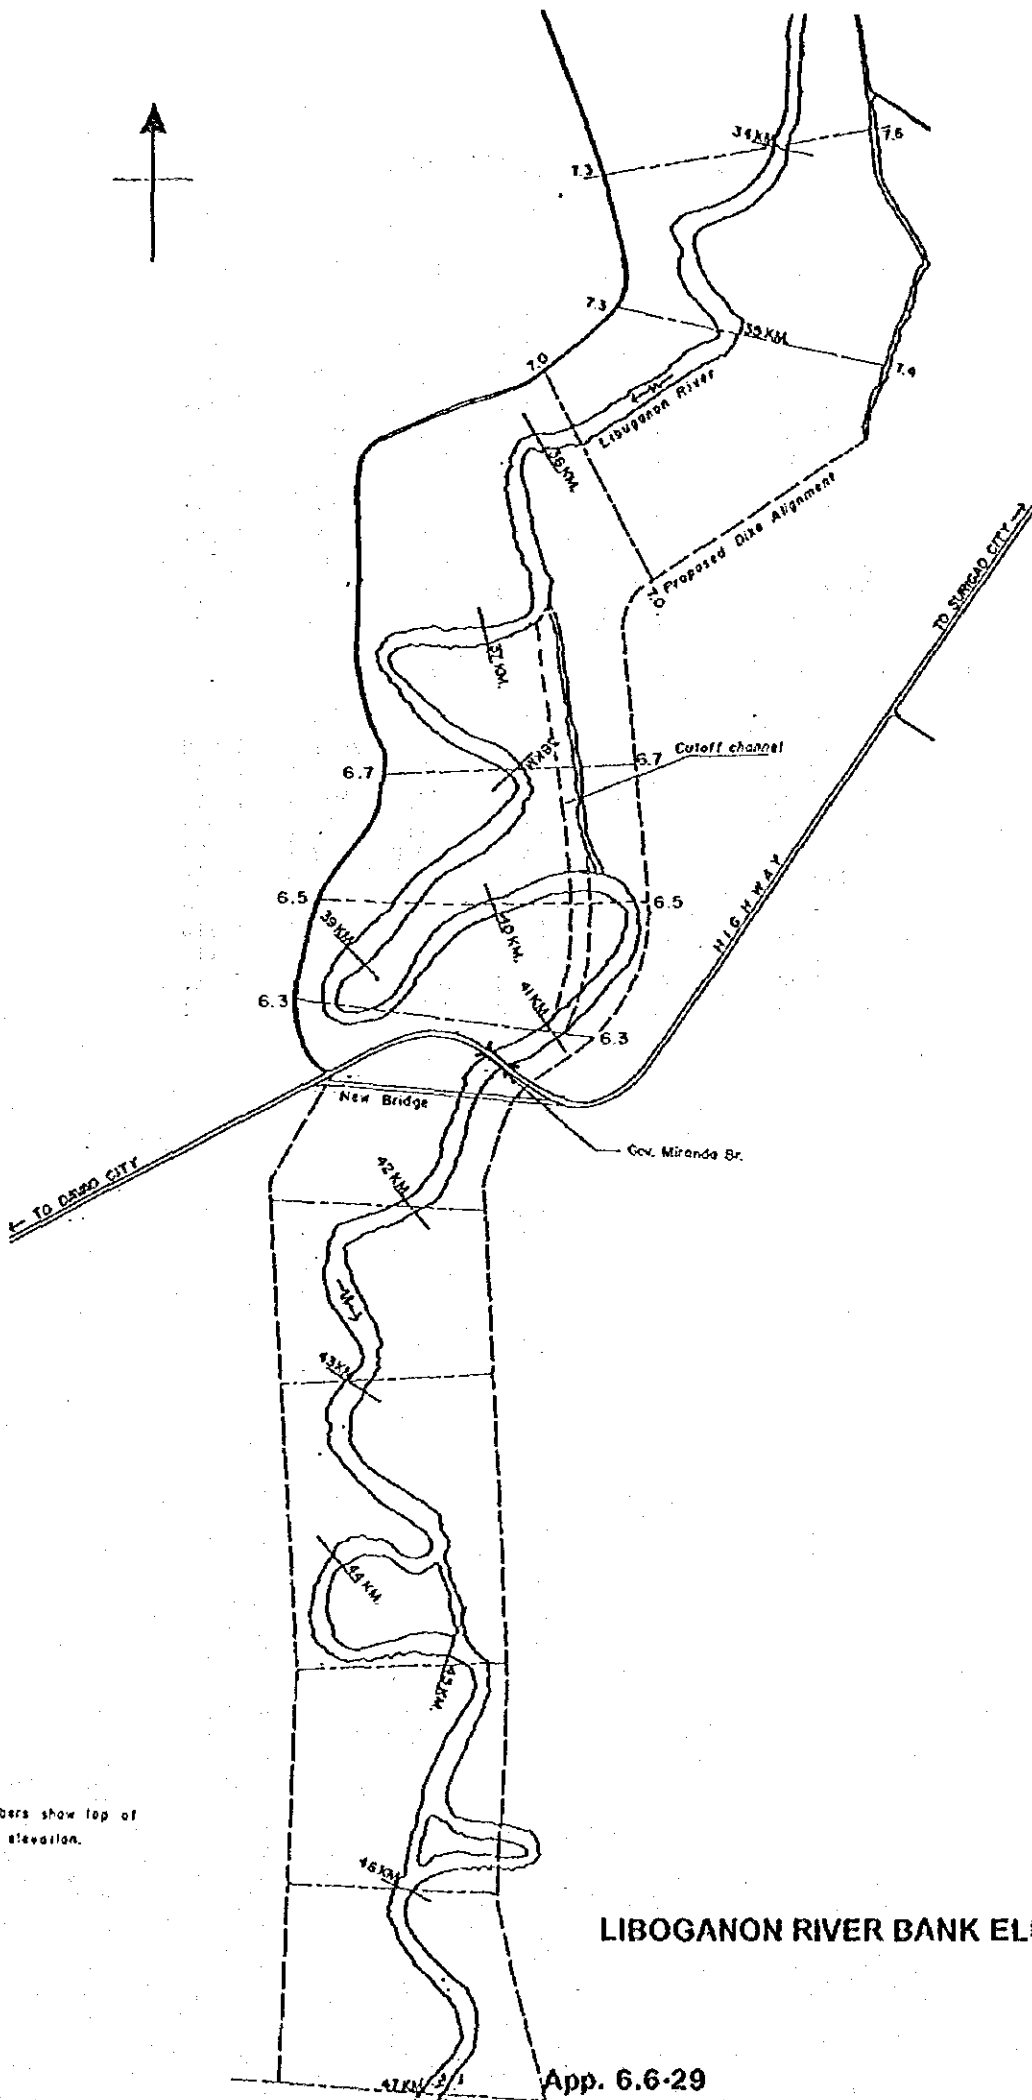 34 KM.
7.6
7.3
7.3
35 KM.
7.4
7.0
Libuganon River
36 KM.
Proposed Dike Alignment
7.0
TO SURIGAO CITY
37 KM.
38 KM.
6.7
6.7
Cutoff channel
6.5
6.5
39 KM.
40 KM.
HIGHWAY
41 KM.
6.3
6.3
New Bridge
Gov. Miranda Br.
TO DAVAO CITY
42 KM.
43 KM.
44 KM.
45 KM.
bers show top of
elevation.
46 KM.
LIBOGANON RIVER BANK EL
47 KM.
App. 6.6-29